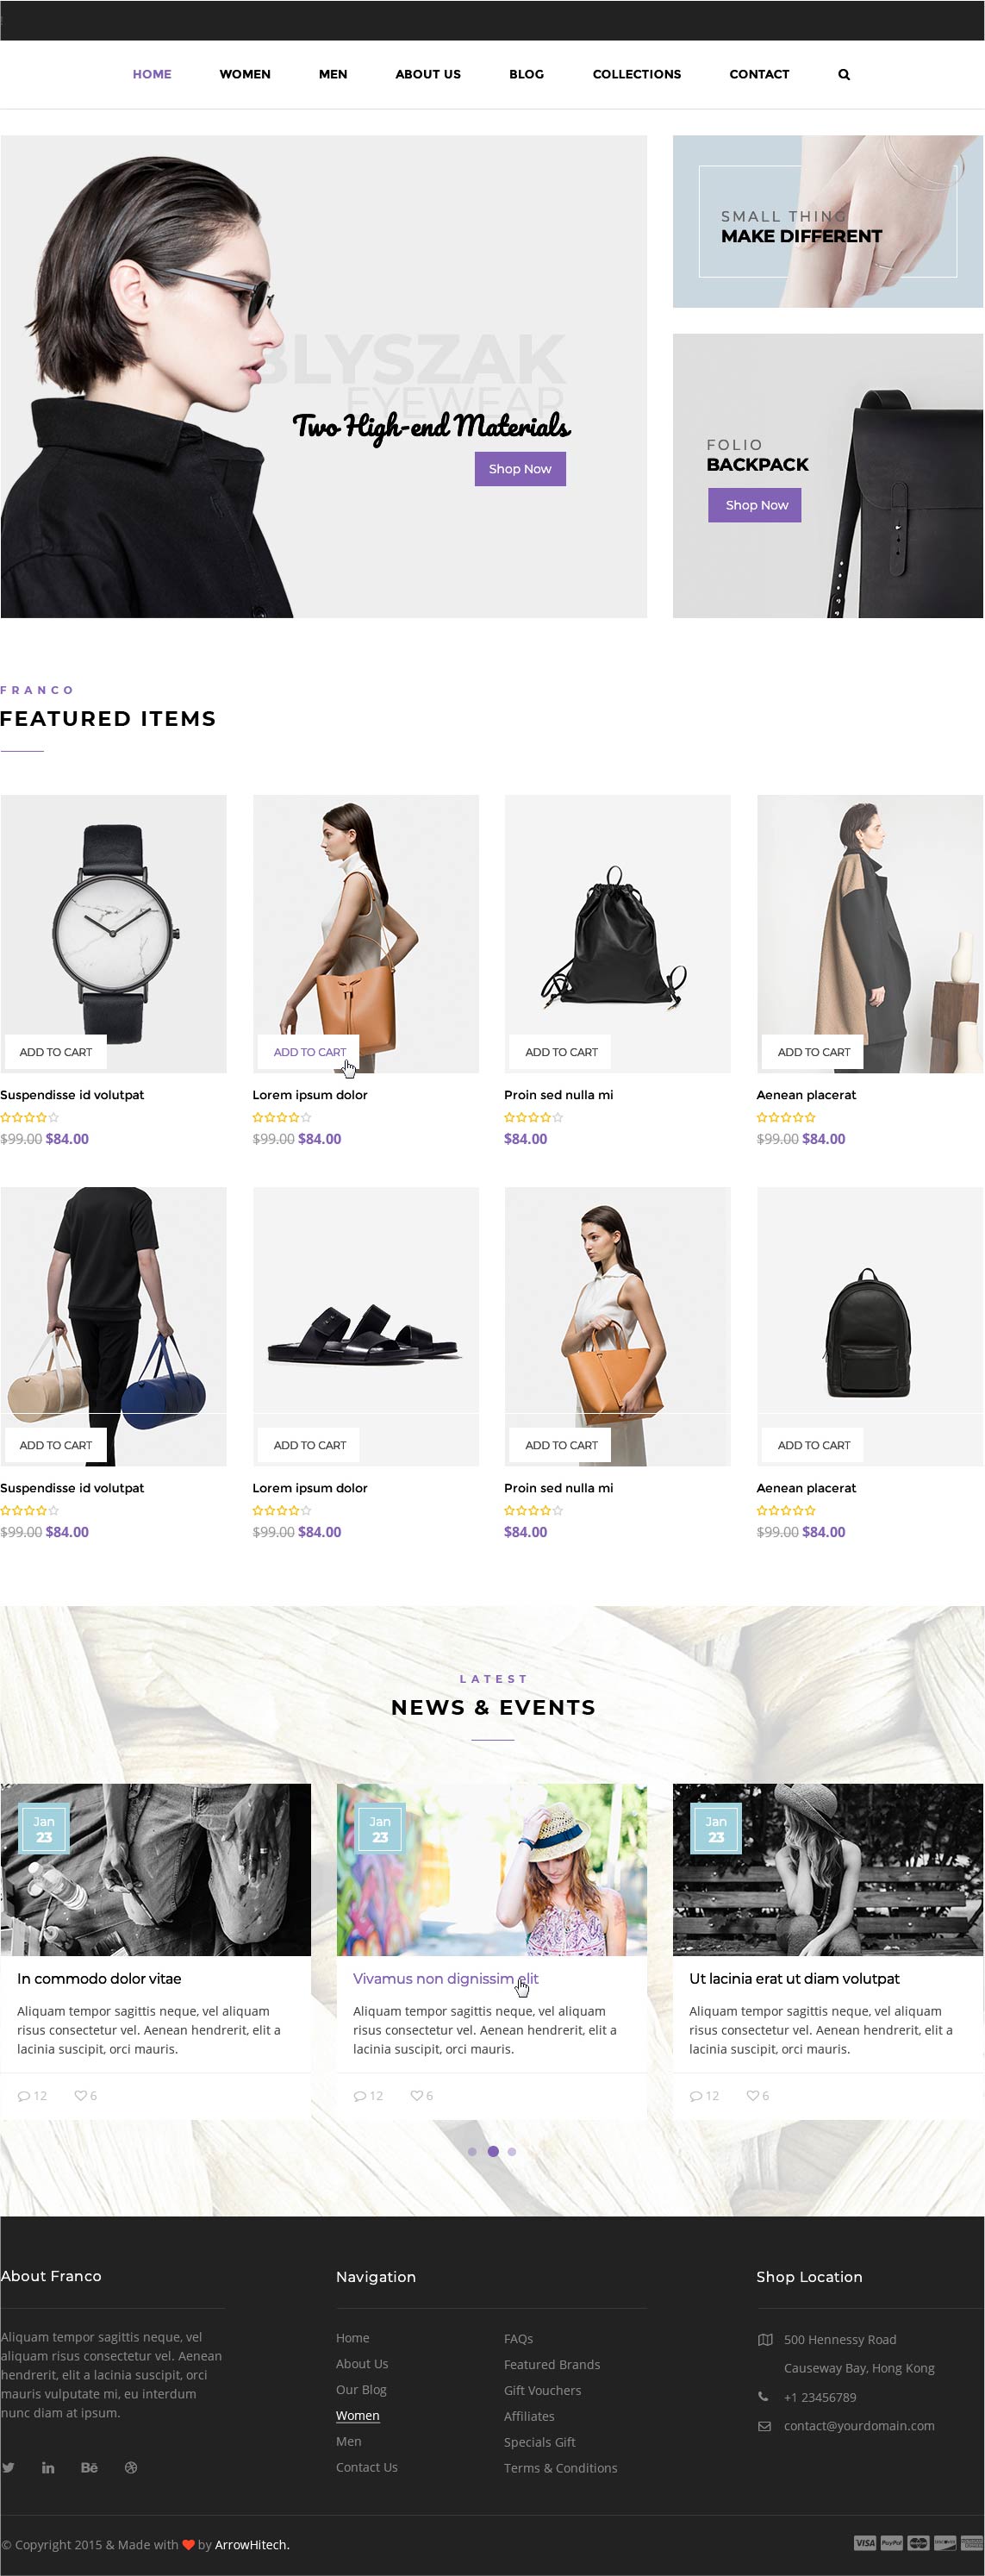 HOME WOMEN MEN ABOUT US BLOG COLLECTIONS CONTACT
BLYSZAK
EYEWEAR
Two High-end Materials
Shop Now
SMALL THING
MAKE DIFFERENT
FOLIO
BACKPACK
Shop Now
FRANCO
FEATURED ITEMS
ADD TO CART ADD TO CART ADD TO CART ADD TO CART
Suspendisse id volutpat Lorem ipsum dolor Proin sed nulla mi Aenean placerat
$99.00 $84.00 $99.00 $84.00 $84.00 $99.00 $84.00
ADD TO CART ADD TO CART ADD TO CART ADD TO CART
Suspendisse id volutpat Lorem ipsum dolor Proin sed nulla mi Aenean placerat
$99.00 $84.00 $99.00 $84.00 $84.00 $99.00 $84.00
LATEST
NEWS & EVENTS
Jan
23
In commodo dolor vitae
Aliquam tempor sagittis neque, vel aliquam
risus consectetur vel. Aenean hendrerit, elit a
lacinia suscipit, orci mauris.
12 6
Jan
23
Vivamus non dignissim elit
Aliquam tempor sagittis neque, vel aliquam
risus consectetur vel. Aenean hendrerit, elit a
lacinia suscipit, orci mauris.
12 6
Jan
23
Ut lacinia erat ut diam volutpat
Aliquam tempor sagittis neque, vel aliquam
risus consectetur vel. Aenean hendrerit, elit a
lacinia suscipit, orci mauris.
12 6
About Franco
Aliquam tempor sagittis neque, vel
aliquam risus consectetur vel. Aenean
hendrerit, elit a lacinia suscipit, orci
mauris vulputate mi, eu interdum
nunc diam at ipsum.
Navigation
Home
About Us
Our Blog
Women
Men
Contact Us
FAQs
Featured Brands
Gift Vouchers
Affiliates
Specials Gift
Terms & Conditions
Shop Location
500 Hennessy Road
Causeway Bay, Hong Kong
+1 23456789
contact@yourdomain.com
© Copyright 2015 & Made with by ArrowHitech.
VISA PayPal